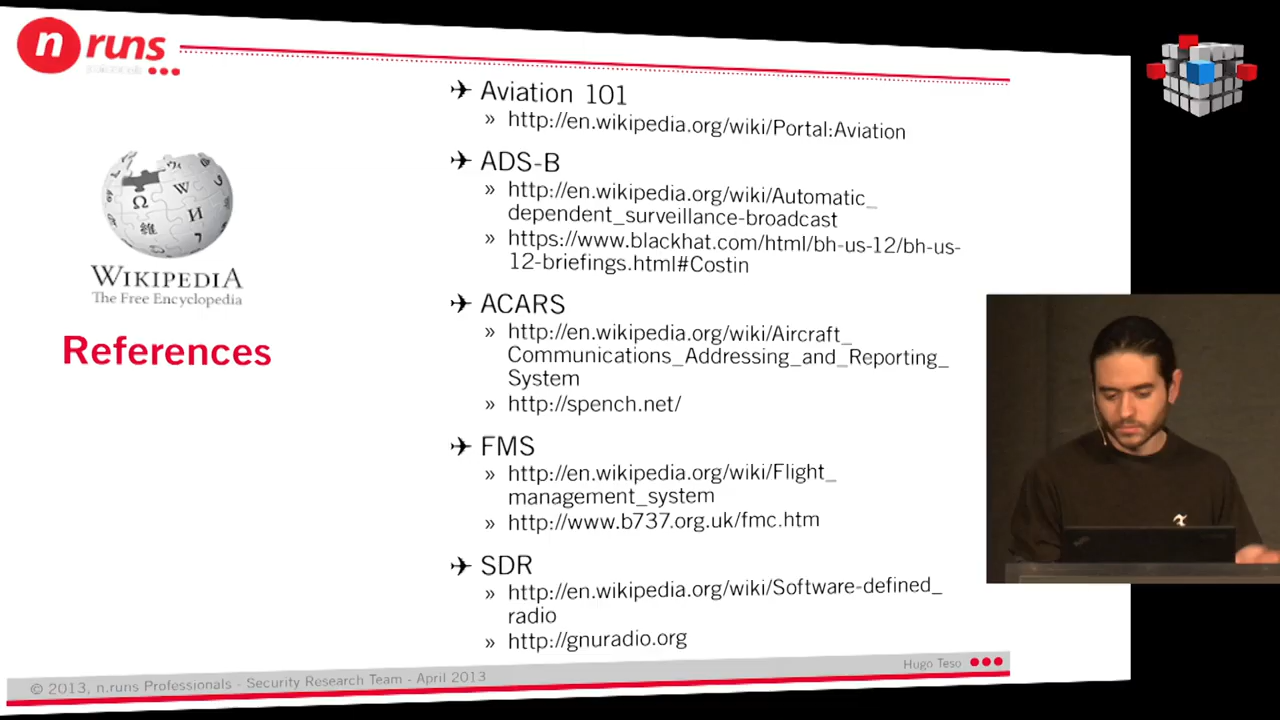 n runs
Aviation 101
» http://en.wikipedia.org/wiki/Portal:Aviation
ADS-B
» http://en.wikipedia.org/wiki/Automatic_
dependent_surveillance-broadcast
» https://www.blackhat.com/html/bh-us-12/bh-us-
12-briefings.html#Costin
ACARS
» http://en.wikipedia.org/wiki/Aircraft_
Communications_Addressing_and_Reporting_
System
» http://spench.net/
FMS
» http://en.wikipedia.org/wiki/Flight_
management_system
» http://www.b737.org.uk/fmc.htm
SDR
» http://en.wikipedia.org/wiki/Software-defined_
radio
» http://gnuradio.org
Ω W И 維
WIKIPEDIA
The Free Encyclopedia
References
Hugo Teso
© 2013, n.runs Professionals - Security Research Team - April 2013